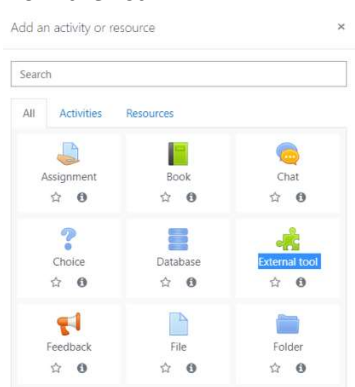 Add an activity or resource ×
Search
All Activities Resources
Assignment Book Chat
Choice Database External tool
Feedback File Folder